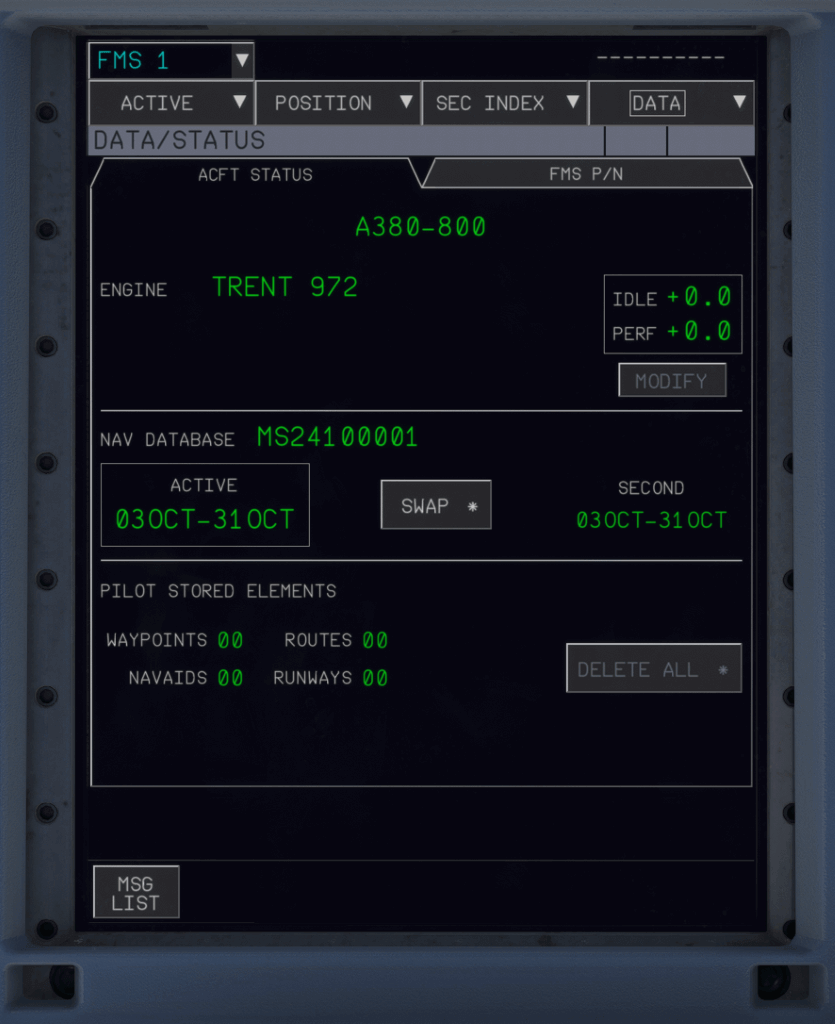 FMS 1
----------
ACTIVE POSITION SEC INDEX DATA
DATA/STATUS
ACFT STATUS FMS P/N
A380-800
ENGINE TRENT 972
IDLE +0.0
PERF +0.0
MODIFY
NAV DATABASE MS24100001
ACTIVE
03OCT-31OCT
SWAP *
SECOND
03OCT-31OCT
PILOT STORED ELEMENTS
WAYPOINTS 00 ROUTES 00
NAVAIDS 00 RUNWAYS 00
DELETE ALL *
MSG
LIST